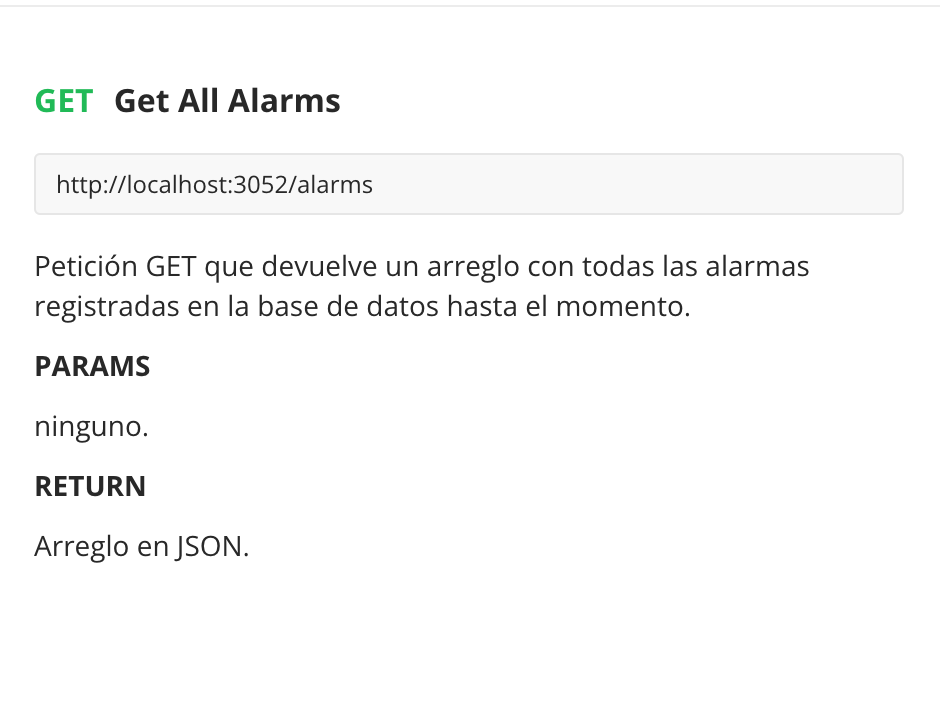 GET Get All Alarms
http://localhost:3052/alarms
Petición GET que devuelve un arreglo con todas las alarmas
registradas en la base de datos hasta el momento.
PARAMS
ninguno.
RETURN
Arreglo en JSON.